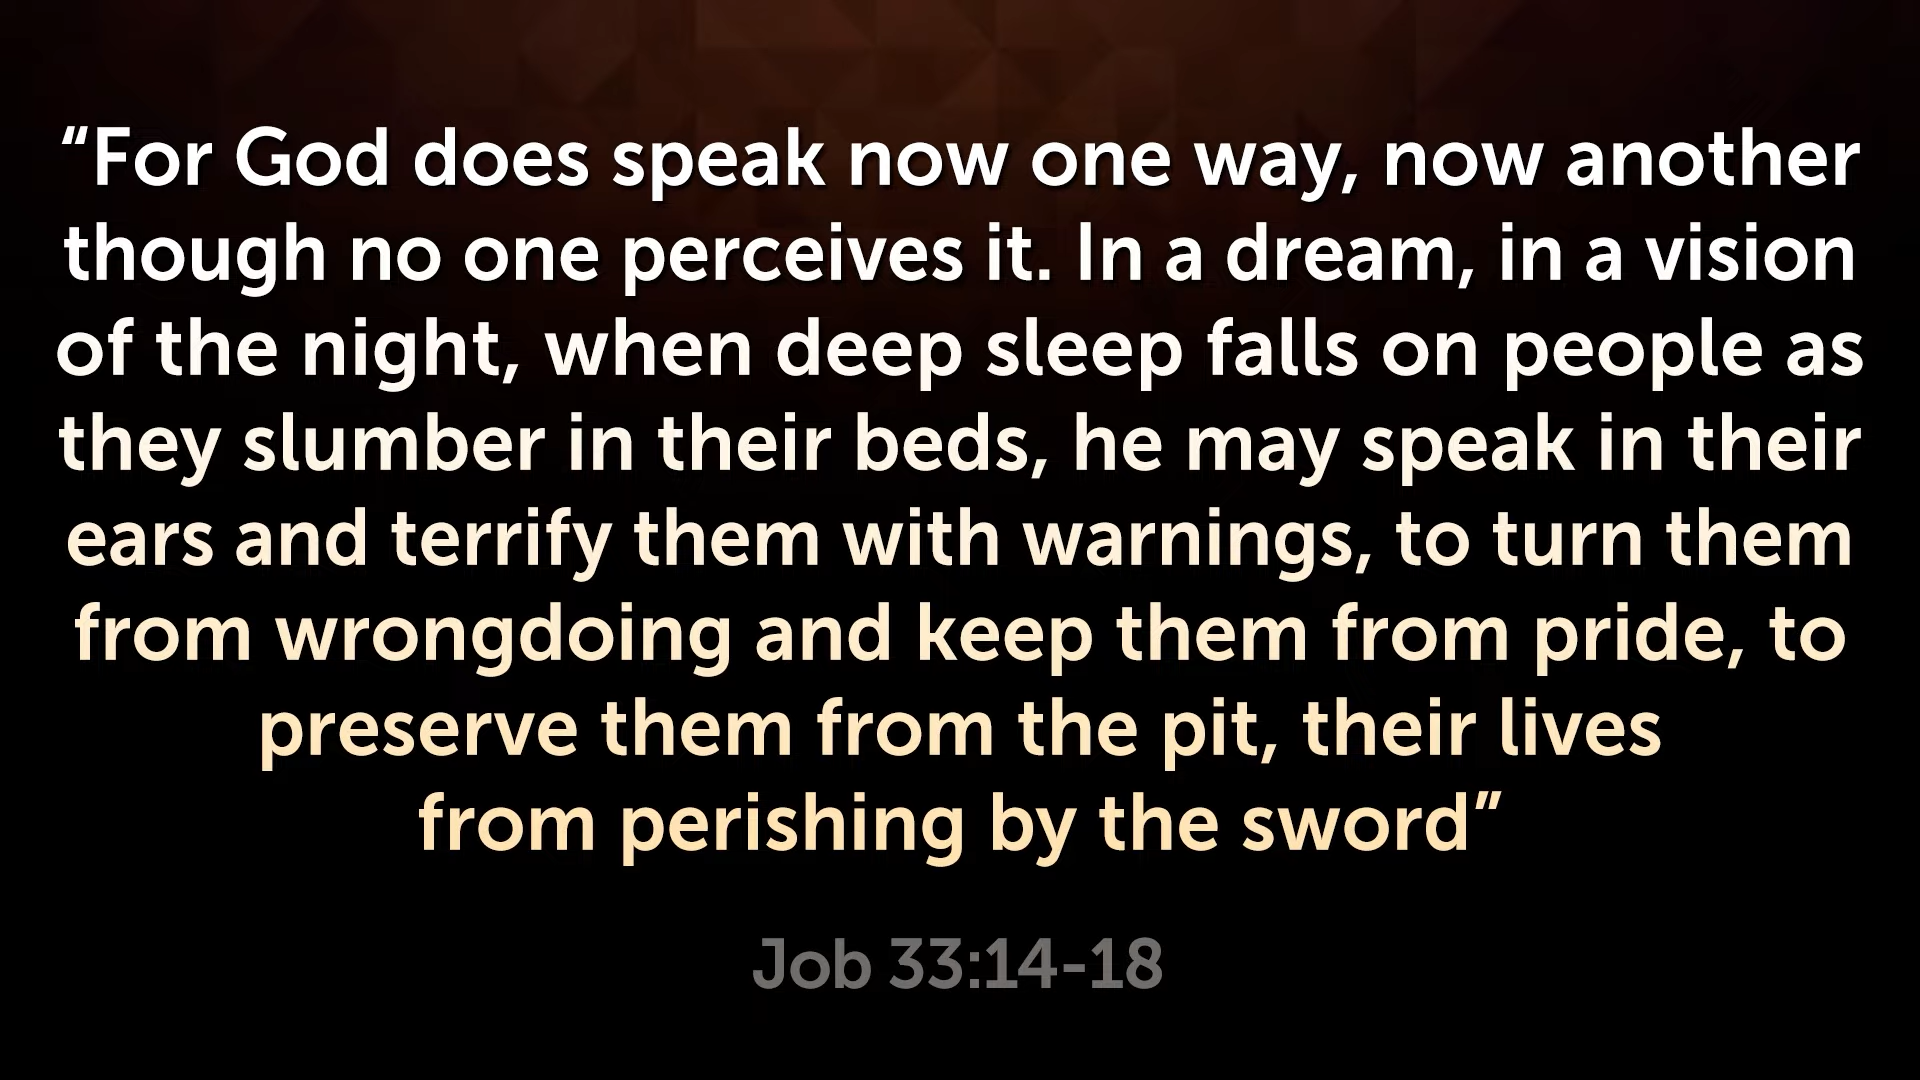 “For God does speak now one way, now another
though no one perceives it. In a dream, in a vision
of the night, when deep sleep falls on people as
they slumber in their beds, he may speak in their
ears and terrify them with warnings, to turn them
from wrongdoing and keep them from pride, to
preserve them from the pit, their lives
from perishing by the sword”
Job 33:14-18